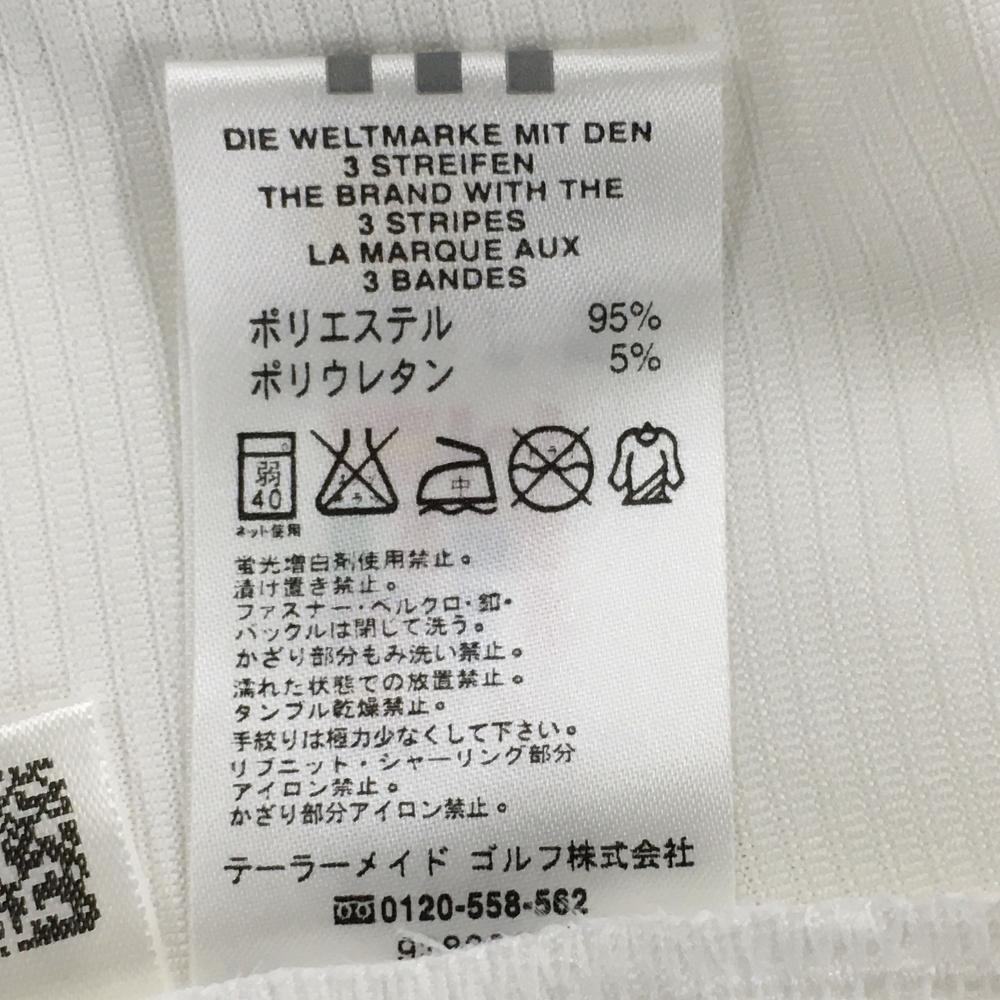 DIE WELTMARKE MIT DEN
3 STREIFEN
THE BRAND WITH THE
3 STRIPES
LA MARQUE AUX
3 BANDES
ポリエステル 95%
ポリウレタン 5%
弱
40
中
ネット使用
蛍光増白剤使用禁止。
漬け置き禁止。
ファスナー・ベルクロ・釦・
バックルは閉じて洗う。
かざり部分もみ洗い禁止。
濡れた状態での放置禁止。
タンブル乾燥禁止。
手絞りは極力少なくして下さい。
リブニット・シャーリング部分
アイロン禁止。
かざり部分アイロン禁止。
テーラーメイド ゴルフ株式会社
0120-558-562